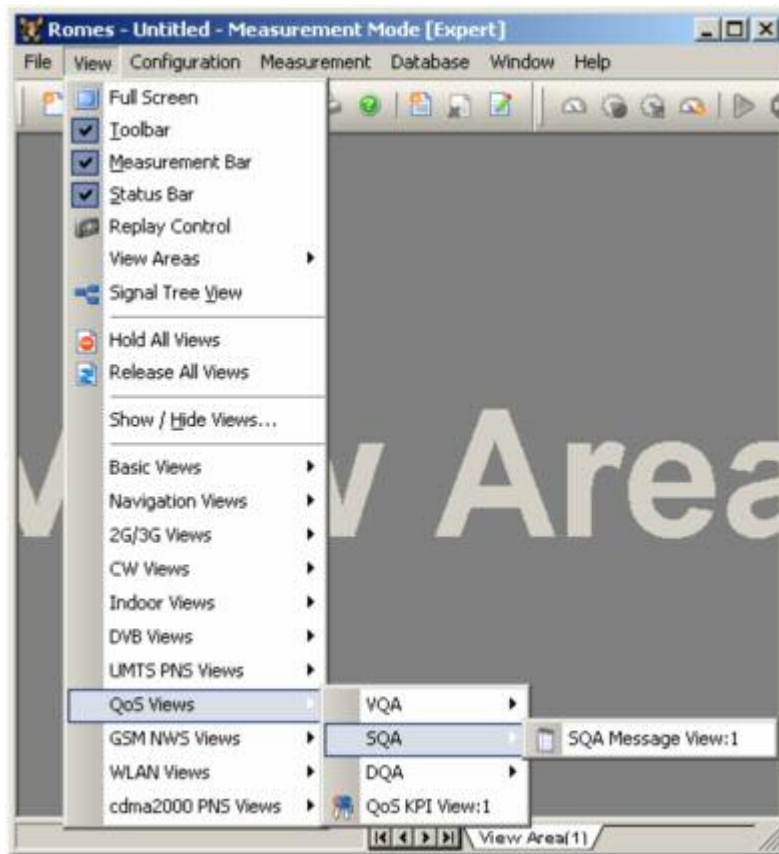 Romes - Untitled - Measurement Mode [Expert]
File View Configuration Measurement Database Window Help
Full Screen
Toolbar
Measurement Bar
Status Bar
Replay Control
View Areas
Signal Tree View
Hold All Views
Release All Views
Show / Hide Views...
Basic Views
Navigation Views
2G/3G Views
CW Views
Indoor Views
DVB Views
UMTS PNS Views
QoS Views
GSM NWS Views
WLAN Views
cdma2000 PNS Views
VQA
SQA
DQA
QoS KPI View:1
SQA Message View:1
Area
View Area(1)